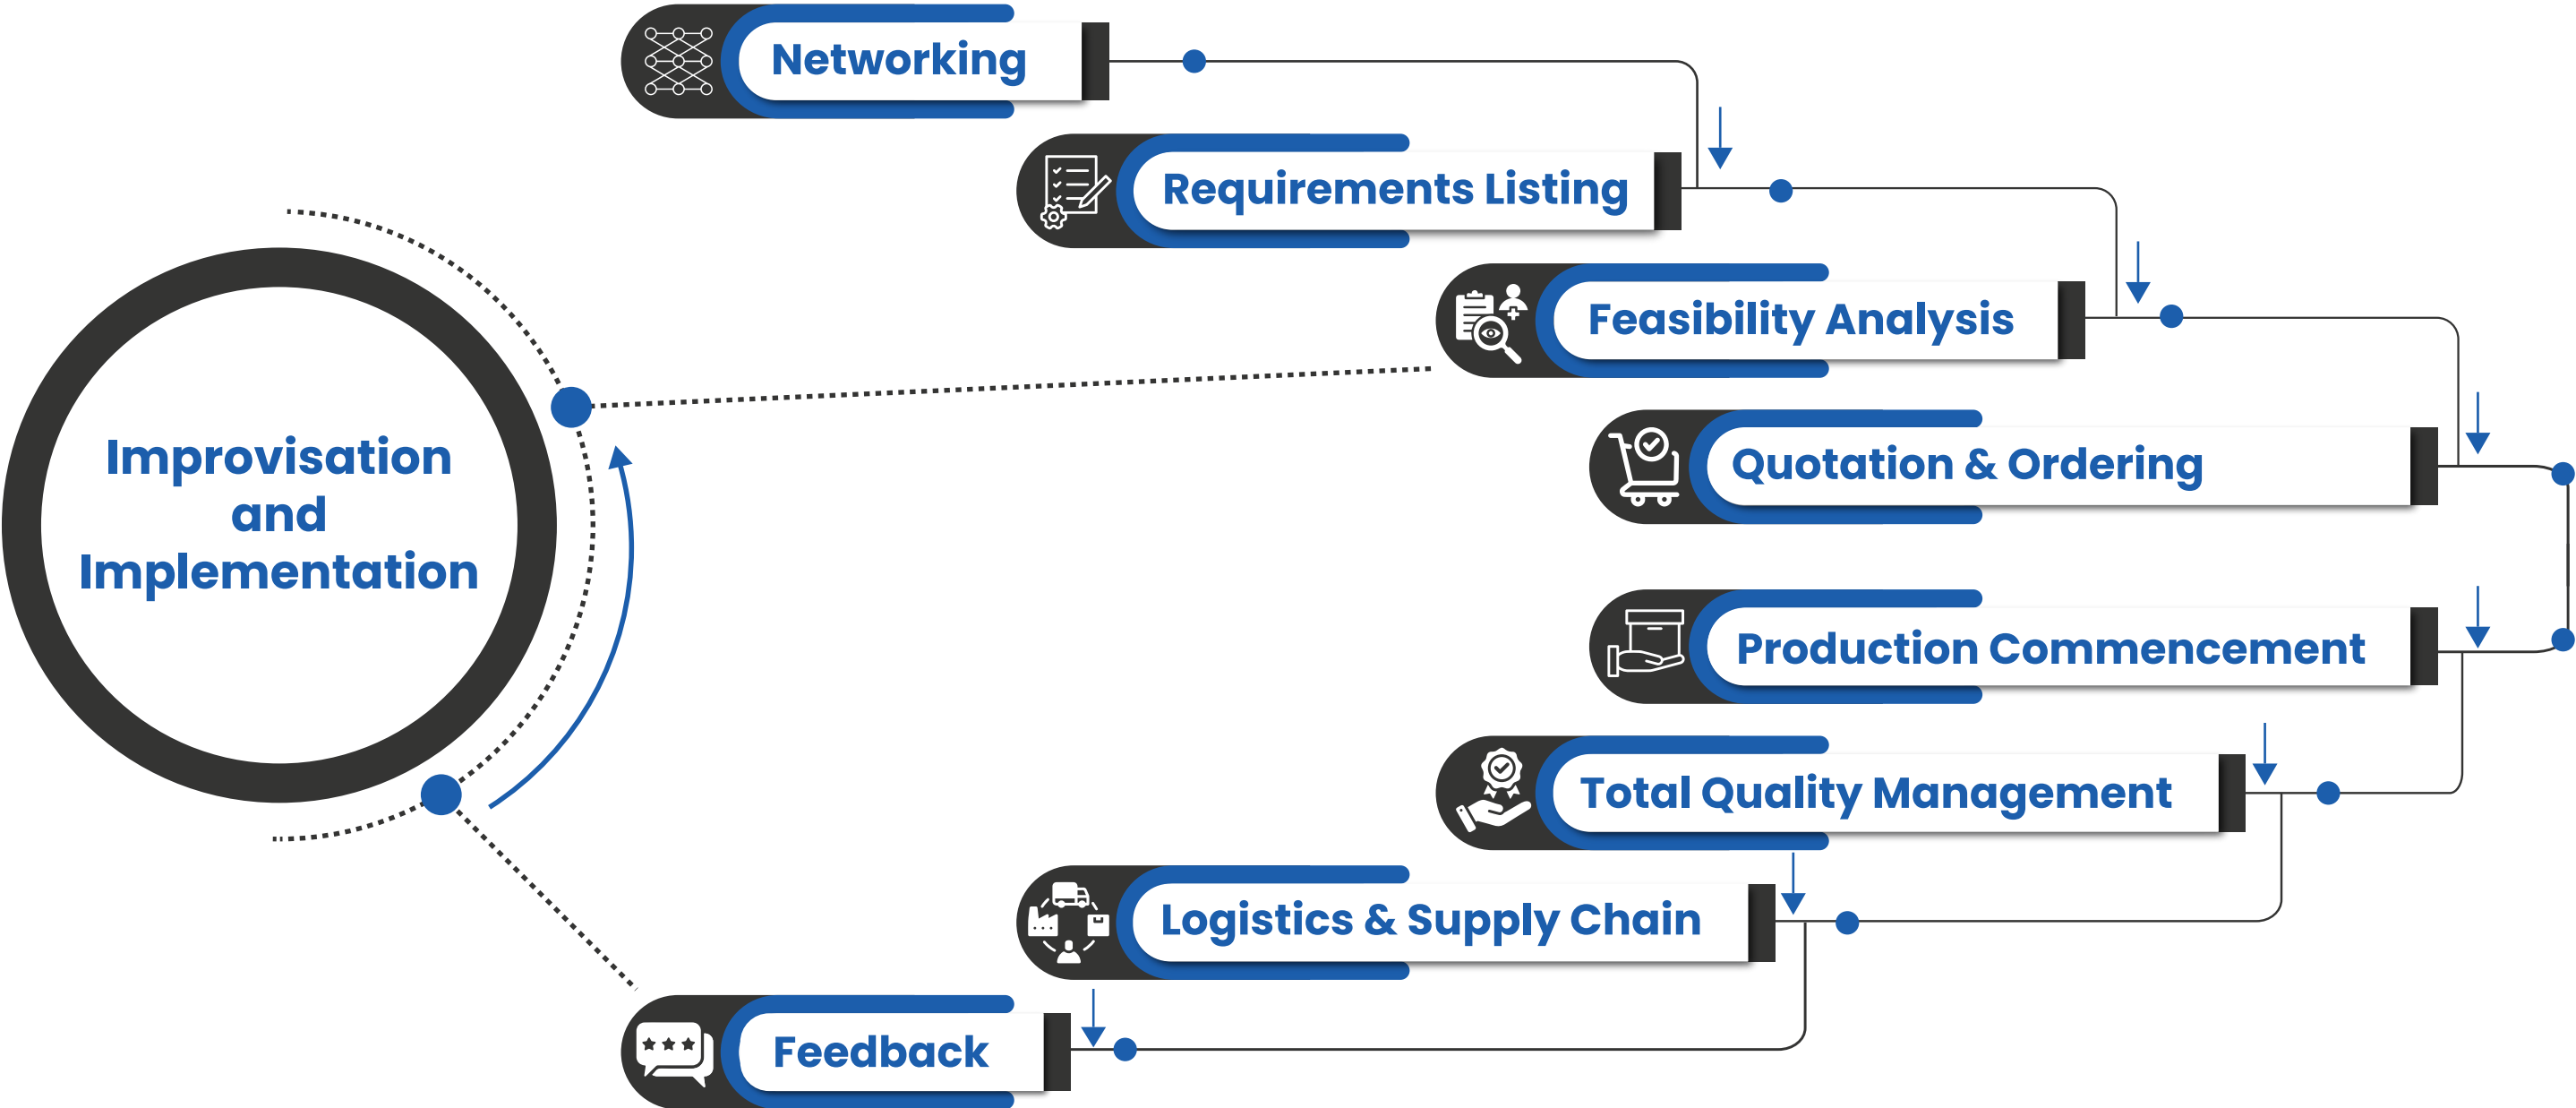 Networking
Requirements Listing
Feasibility Analysis
Quotation & Ordering
Improvisation
and
Implementation
Production Commencement
Total Quality Management
Logistics & Supply Chain
Feedback